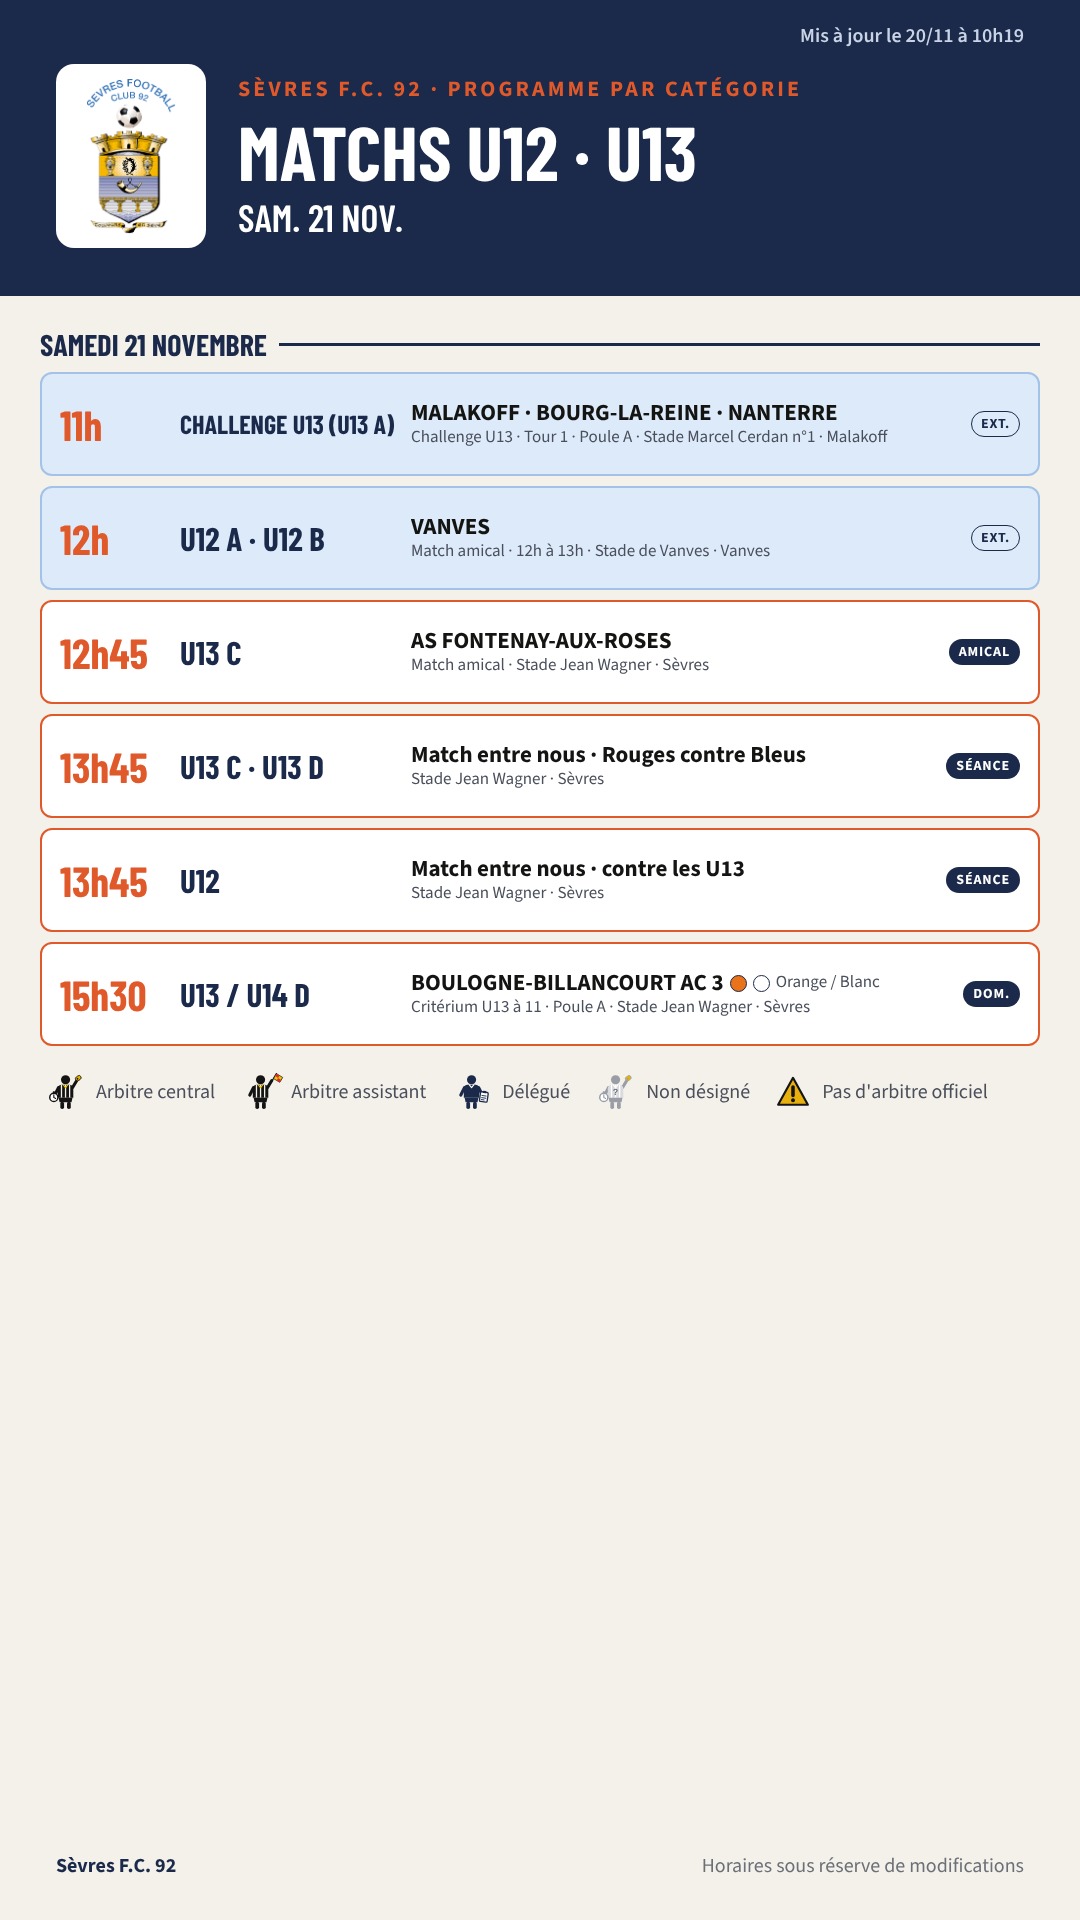 Mis à jour le 20/11 à 10h19
SEVRES FOOTBALL
CLUB 92
SÈVRES F.C. 92 · PROGRAMME PAR CATÉGORIE
MATCHS U12 · U13
SAM. 21 NOV.
SAMEDI 21 NOVEMBRE
11h
CHALLENGE U13 (U13 A)
MALAKOFF · BOURG-LA-REINE · NANTERRE
Challenge U13 · Tour 1 · Poule A · Stade Marcel Cerdan n°1 · Malakoff
EXT.
12h
U12 A · U12 B
VANVES
Match amical · 12h à 13h · Stade de Vanves · Vanves
EXT.
12h45
U13 C
AS FONTENAY-AUX-ROSES
Match amical · Stade Jean Wagner · Sèvres
AMICAL
13h45
U13 C · U13 D
Match entre nous · Rouges contre Bleus
Stade Jean Wagner · Sèvres
SÉANCE
13h45
U12
Match entre nous · contre les U13
Stade Jean Wagner · Sèvres
SÉANCE
15h30
U13 / U14 D
BOULOGNE-BILLANCOURT AC 3 Orange / Blanc
Critérium U13 à 11 · Poule A · Stade Jean Wagner · Sèvres
DOM.
Arbitre central
Arbitre assistant
Délégué
?
Non désigné
Pas d'arbitre officiel
Sèvres F.C. 92
Horaires sous réserve de modifications